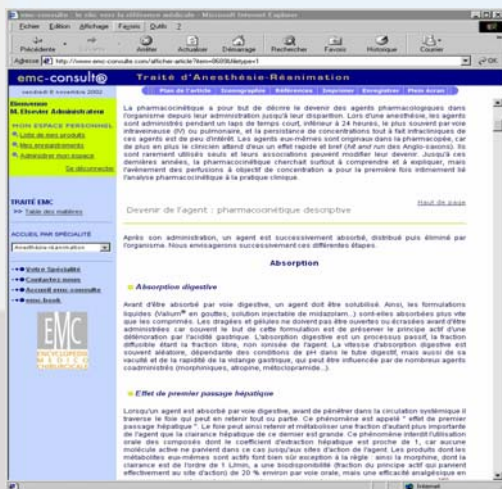 emc-consulte : le site, vers la référence médicale - Microsoft Internet Explorer
Fichier Edition Affichage Favoris Outils ?
Précédente Arrêter Actualiser Démarrage Rechercher Favoris Historique Courrier
Adresse http://www.emc-consulte.com/afficher-article?item=0600&filetype=1 OK
emc-consult@
Traité d'Anesthésie-Réanimation
vendredi 8 novembre 2002
Plan de l'article Iconographie Références Imprimer Enregistrer Plein écran
Bienvenue
M. Elsevier Administrateur
MON ESPACE PERSONNEL
Liste de mes produits
Mes enregistrements
Administrer mon espace
Se déconnecter
TRAITÉ EMC
>> Table des matières
ACCUEIL PAR SPÉCIALITÉ
Anesthésie-réanimation
Votre Spécialité
Contactez-nous
Accueil emc-consulte
emc-book
EMC
ENCYCLOPÉDIE
MÉDICO
CHIRURGICALE
La pharmacocinétique a pour but de décrire le devenir des agents pharmacologiques dans
l'organisme depuis leur administration jusqu'à leur disparition. Lors d'une anesthésie, les agents
sont administrés pendant un laps de temps court, inférieur à 24 heures, le plus souvent par voie
intraveineuse (IV) ou pulmonaire, et la persistance de concentrations tout à fait infracliniques de
ces agents est de peu d'intérêt. Les agents eux-mêmes sont originaux dans la pharmacopée, car
de plus en plus le clinicien attend d'eux un effet rapide et bref (hit and run des Anglo-saxons). Ils
sont rarement utilisés seuls et leurs associations peuvent modifier leur devenir. Jusqu'à ces
dernières années, la pharmacocinétique cherchait surtout à comprendre et à expliquer, mais
l'avènement des perfusions à objectif de concentration a pour la première fois intimement lié
l'analyse pharmacocinétique à la pratique clinique.
Haut de page
Devenir de l'agent : pharmacocinétique descriptive
Après son administration, un agent est successivement absorbé, distribué puis éliminé par
l'organisme. Nous envisagerons successivement ces différentes étapes.
Absorption
Absorption digestive
Avant d'être absorbé par voie digestive, un agent doit être solubilisé. Ainsi, les formulations
liquides (Valium® en gouttes, solution injectable de midazolam...) sont-elles absorbées plus vite
que les comprimés. Les dragées et gélules ne doivent pas être ouvertes ou écrasées avant d'être
administrées car souvent le but de cette formulation est de préserver le principe actif d'une
détérioration par l'acidité gastrique. L'absorption digestive est un processus passif, la fraction
diffusible étant la fraction libre, non ionisée de l'agent. La vitesse d'absorption digestive est
souvent aléatoire, dépendante des conditions de pH dans le tube digestif, mais aussi de sa
vacuité et de la rapidité de la vidange gastrique, qui peut être influencée par de nombreux agents
coadministrés (morphiniques, atropine, métoclopramide...).
Effet de premier passage hépatique
Lorsqu'un agent est absorbé par voie digestive, avant de pénétrer dans la circulation systémique il
traverse le foie qui peut en retenir tout ou partie. Ce phénomène est appelé " effet de premier
passage hépatique ". Le foie peut ainsi retenir et métaboliser une fraction d'autant plus importante
de l'agent que la clairance hépatique de ce dernier est grande. Ce phénomène interdit l'utilisation
orale des composés dont le coefficient d'extraction hépatique est proche de 1, car aucune
molécule active ne parvient dans ce cas jusqu'aux sites d'action de l'agent. Les produits dont les
métabolites eux-mêmes sont actifs font bien sûr exception à la règle : ainsi la morphine, dont la
clairance est de l'ordre de 1 L/min, a une biodisponibilité (fraction du principe actif qui parvient
effectivement au site d'action) de 20 % environ par voie orale, mais une efficacité analgésique en
Internet